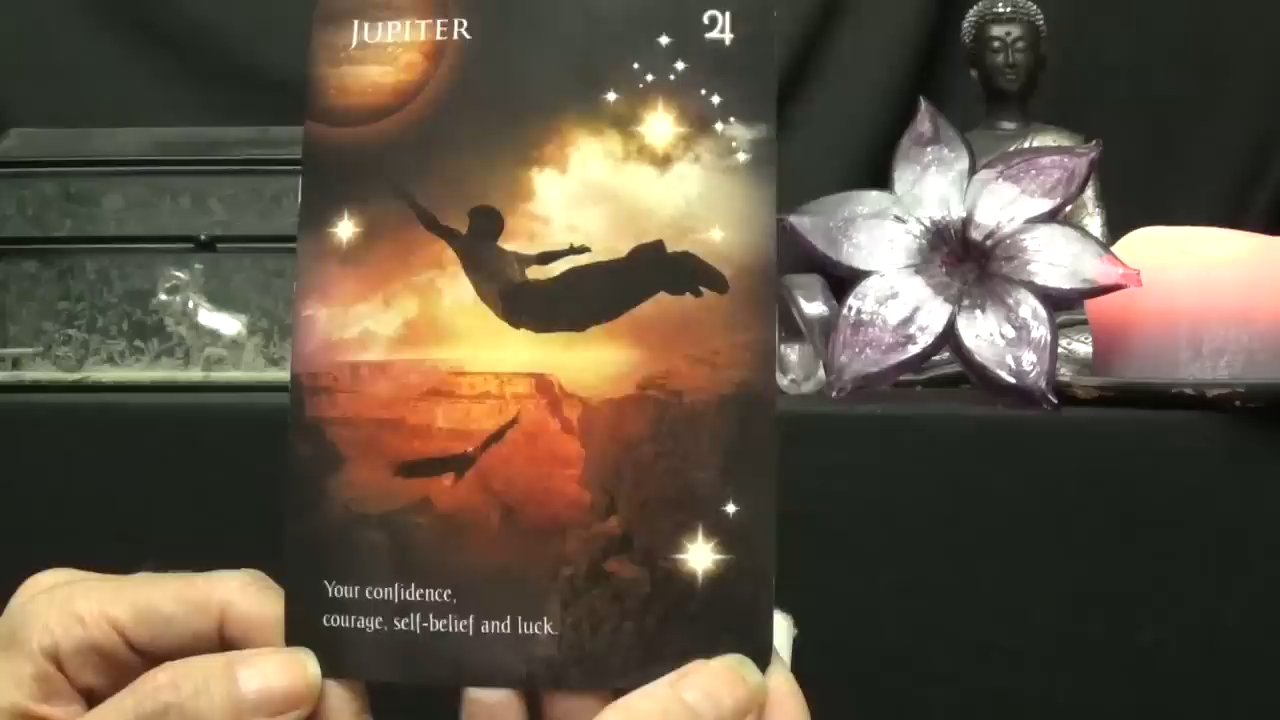 JUPITER ♃
Your confidence,
courage, self-belief and luck.